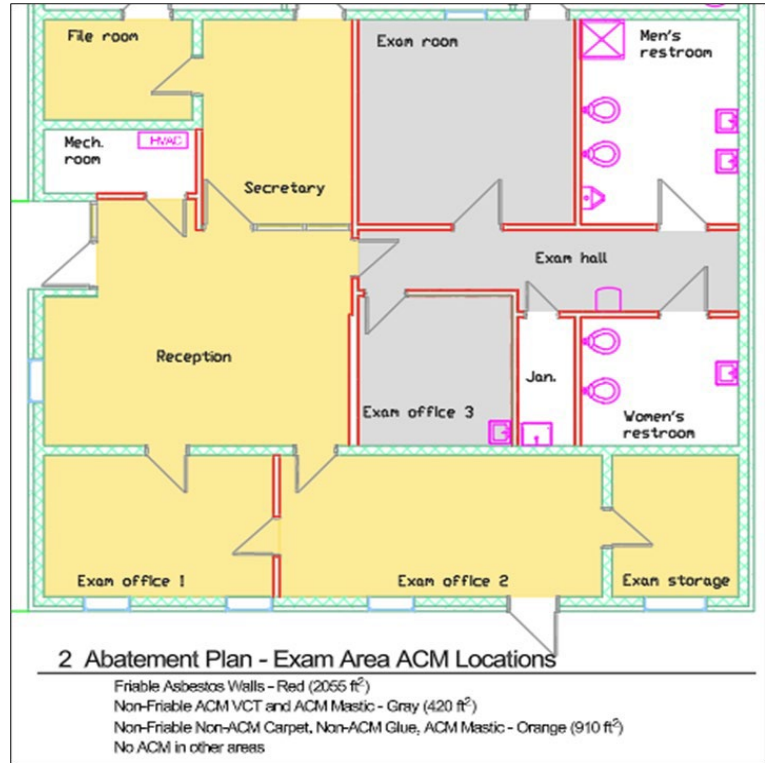 File room
Exam room
Men's
restroom
Mech.
room
HVAC
Secretary
Exam hall
Reception
Jan.
Exam office 3
Women's
restroom
Exam office 1
Exam office 2
Exam storage
2 Abatement Plan - Exam Area ACM Locations
Friable Asbestos Walls - Red (2055 ft²)
Non-Friable ACM VCT and ACM Mastic - Gray (420 ft²)
Non-Friable Non-ACM Carpet, Non-ACM Glue, ACM Mastic - Orange (910 ft²)
No ACM in other areas